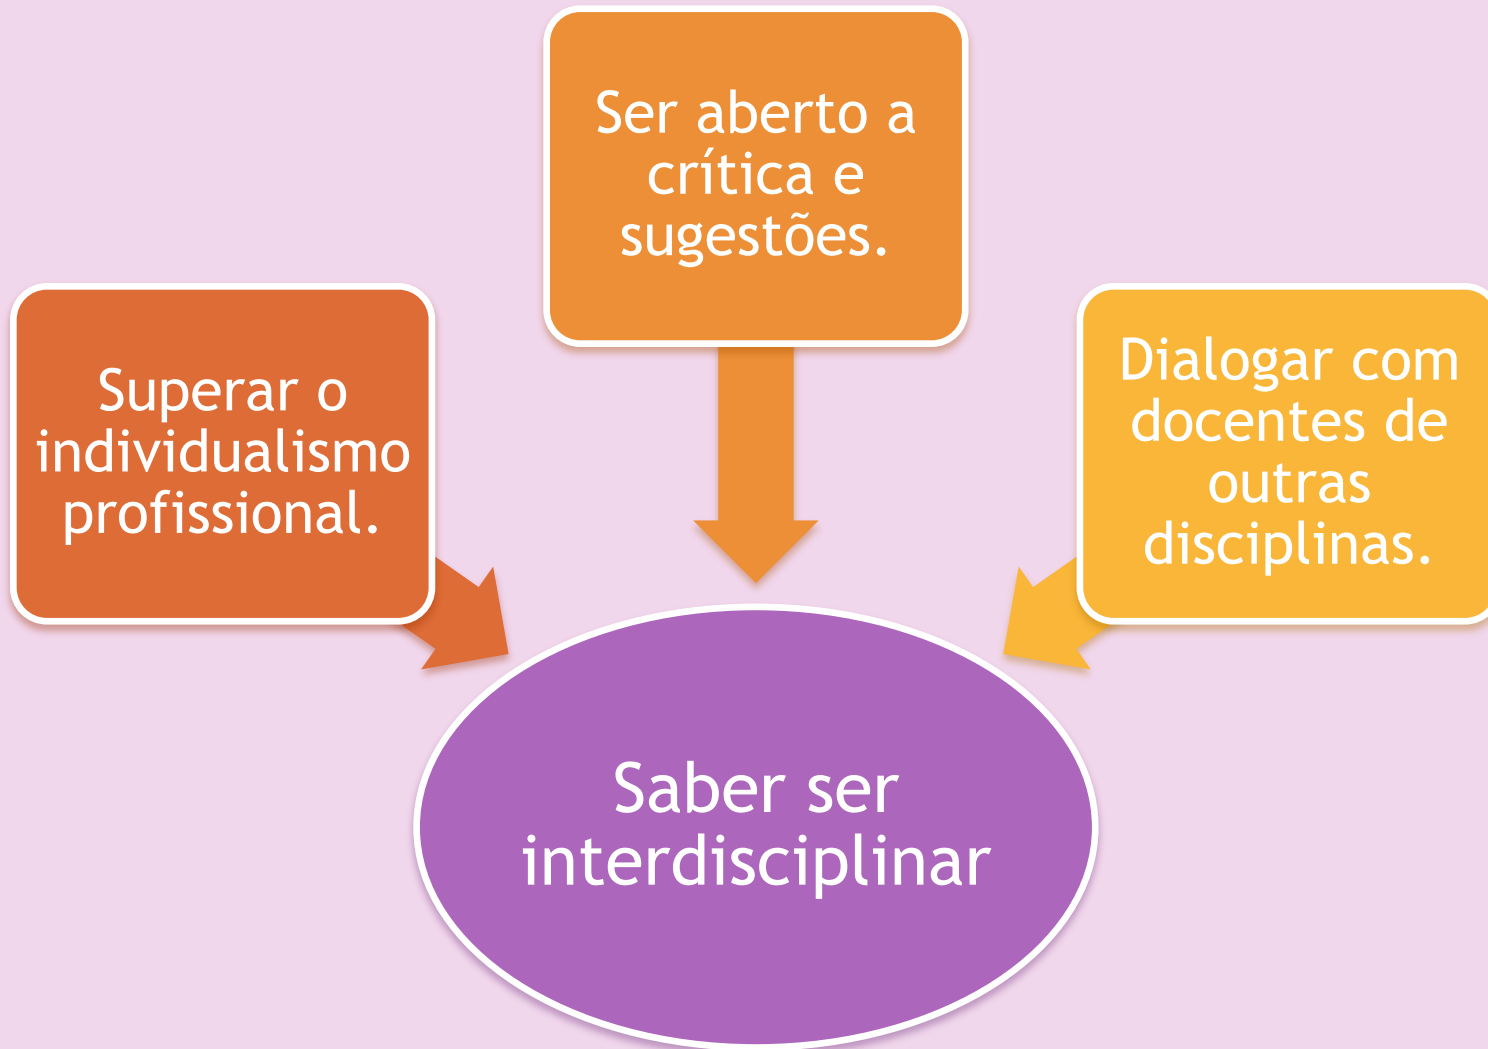 Ser aberto a
crítica e
sugestões.
Superar o
individualismo
profissional.
Dialogar com
docentes de
outras
disciplinas.
Saber ser
interdisciplinar